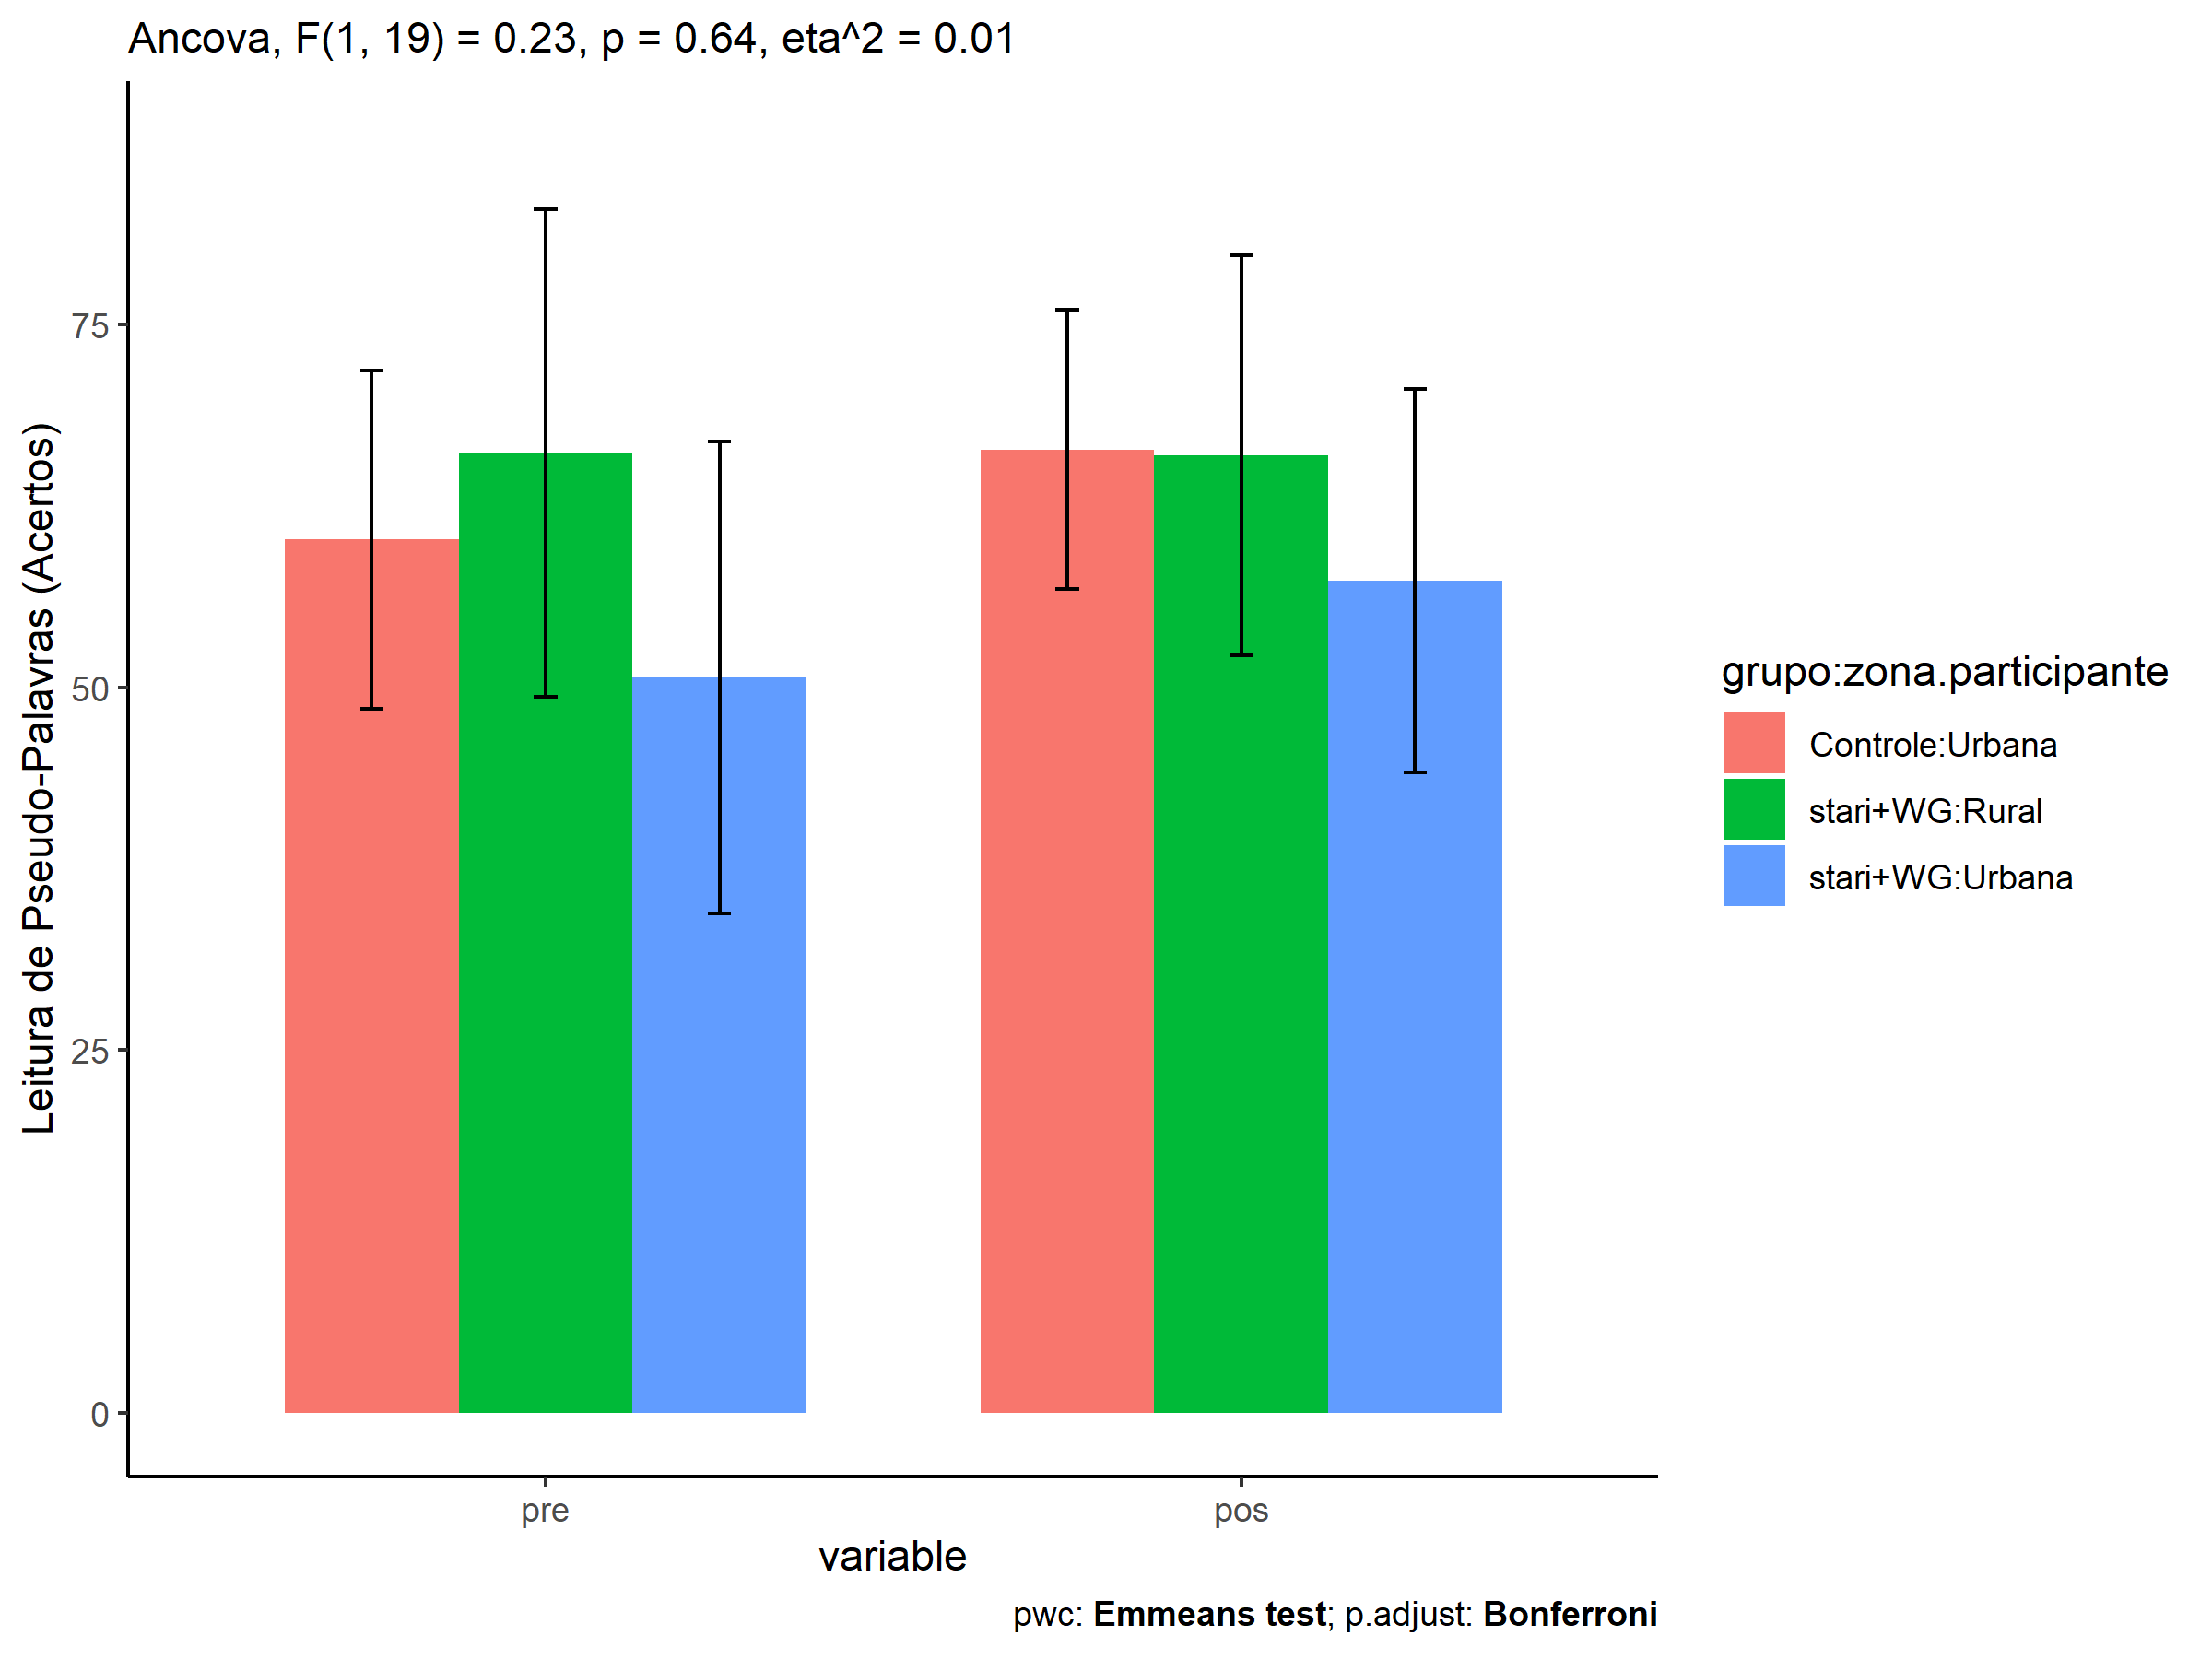 Ancova, F(1, 19) = 0.23, p = 0.64, eta^2 = 0.01
Leitura de Pseudo-Palavras (Acertos)
75
50
25
0
pre
pos
variable
grupo:zona.participante
Controle:Urbana
stari+WG:Rural
stari+WG:Urbana
pwc: Emmeans test; p.adjust: Bonferroni